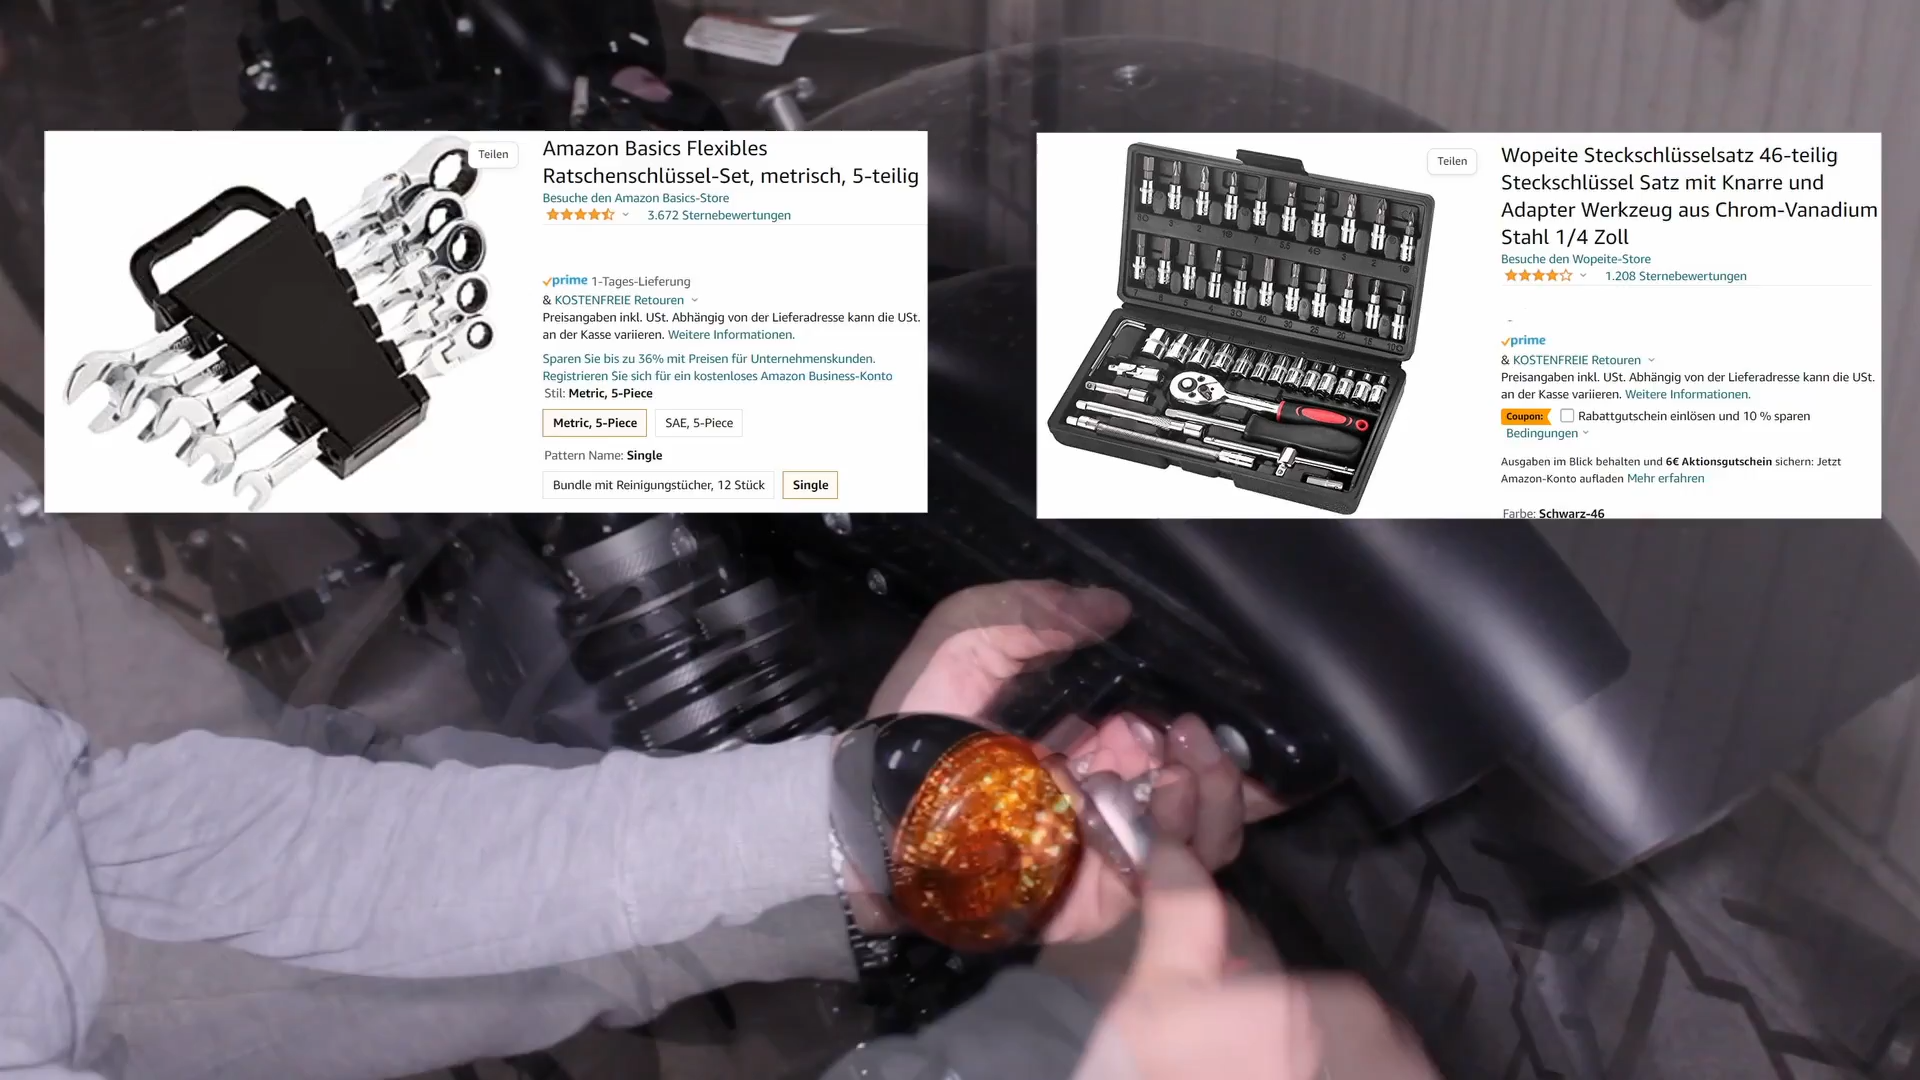 Teilen
Amazon Basics Flexibles
Ratschenschlüssel-Set, metrisch, 5-teilig
Besuche den Amazon Basics-Store
3.672 Sternebewertungen
prime 1-Tages-Lieferung
& KOSTENFREIE Retouren
Preisangaben inkl. USt. Abhängig von der Lieferadresse kann die USt.
an der Kasse variieren. Weitere Informationen.
Sparen Sie bis zu 36% mit Preisen für Unternehmenskunden.
Registrieren Sie sich für ein kostenloses Amazon Business-Konto
Stil: Metric, 5-Piece
Metric, 5-Piece
SAE, 5-Piece
Pattern Name: Single
Bundle mit Reinigungstücher, 12 Stück
Single
Teilen
Wopeite Steckschlüsselsatz 46-teilig
Steckschlüssel Satz mit Knarre und
Adapter Werkzeug aus Chrom-Vanadium
Stahl 1/4 Zoll
Besuche den Wopeite-Store
1.208 Sternebewertungen
prime
& KOSTENFREIE Retouren
Preisangaben inkl. USt. Abhängig von der Lieferadresse kann die USt.
an der Kasse variieren. Weitere Informationen.
Coupon: Rabattgutschein einlösen und 10 % sparen
Bedingungen
Ausgaben im Blick behalten und 6€ Aktionsgutschein sichern: Jetzt
Amazon-Konto aufladen Mehr erfahren
Farbe: Schwarz-46